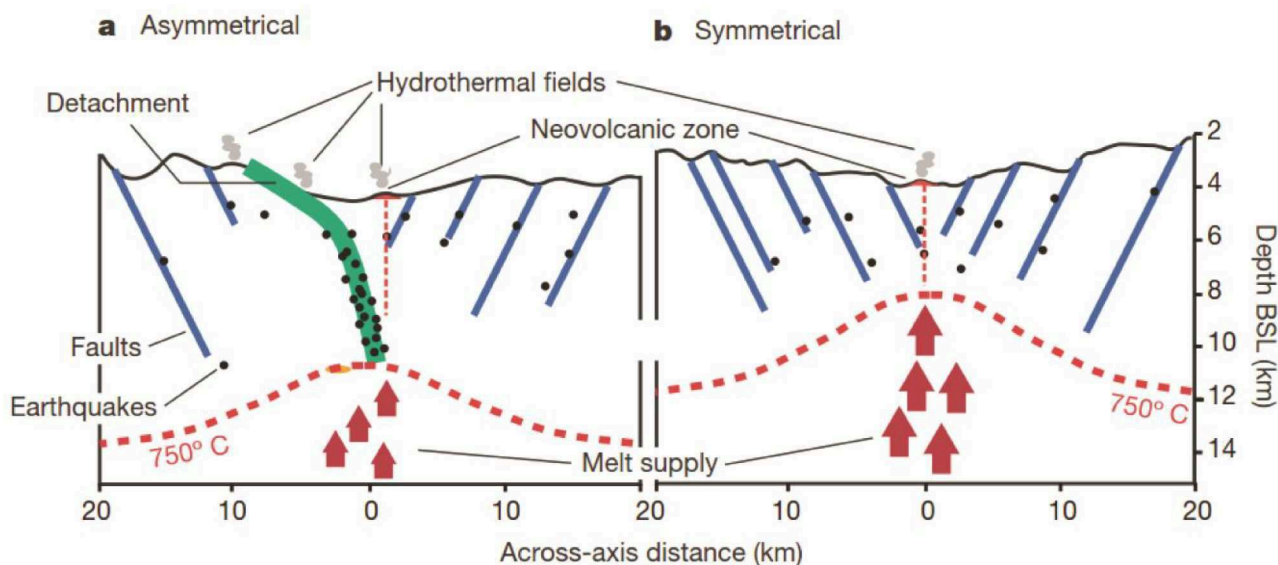 a Asymmetrical
b Symmetrical
Hydrothermal fields
Detachment
Neovolcanic zone
2
4
6
8
10
12
14
Depth BSL (km)
Faults
Earthquakes
750° C
750° C
Melt supply
20 10 0 10 20 10 0 10 20
Across-axis distance (km)